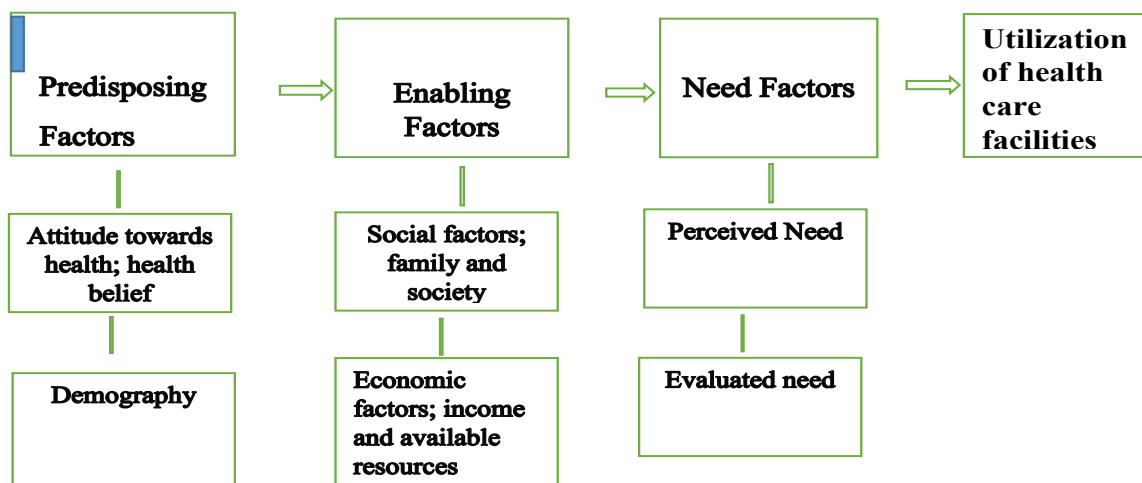 Predisposing
Factors
Enabling
Factors
Need Factors
Utilization
of health
care
facilities
Attitude towards
health; health
belief
Social factors;
family and
society
Perceived Need
Demography
Economic
factors; income
and available
resources
Evaluated need